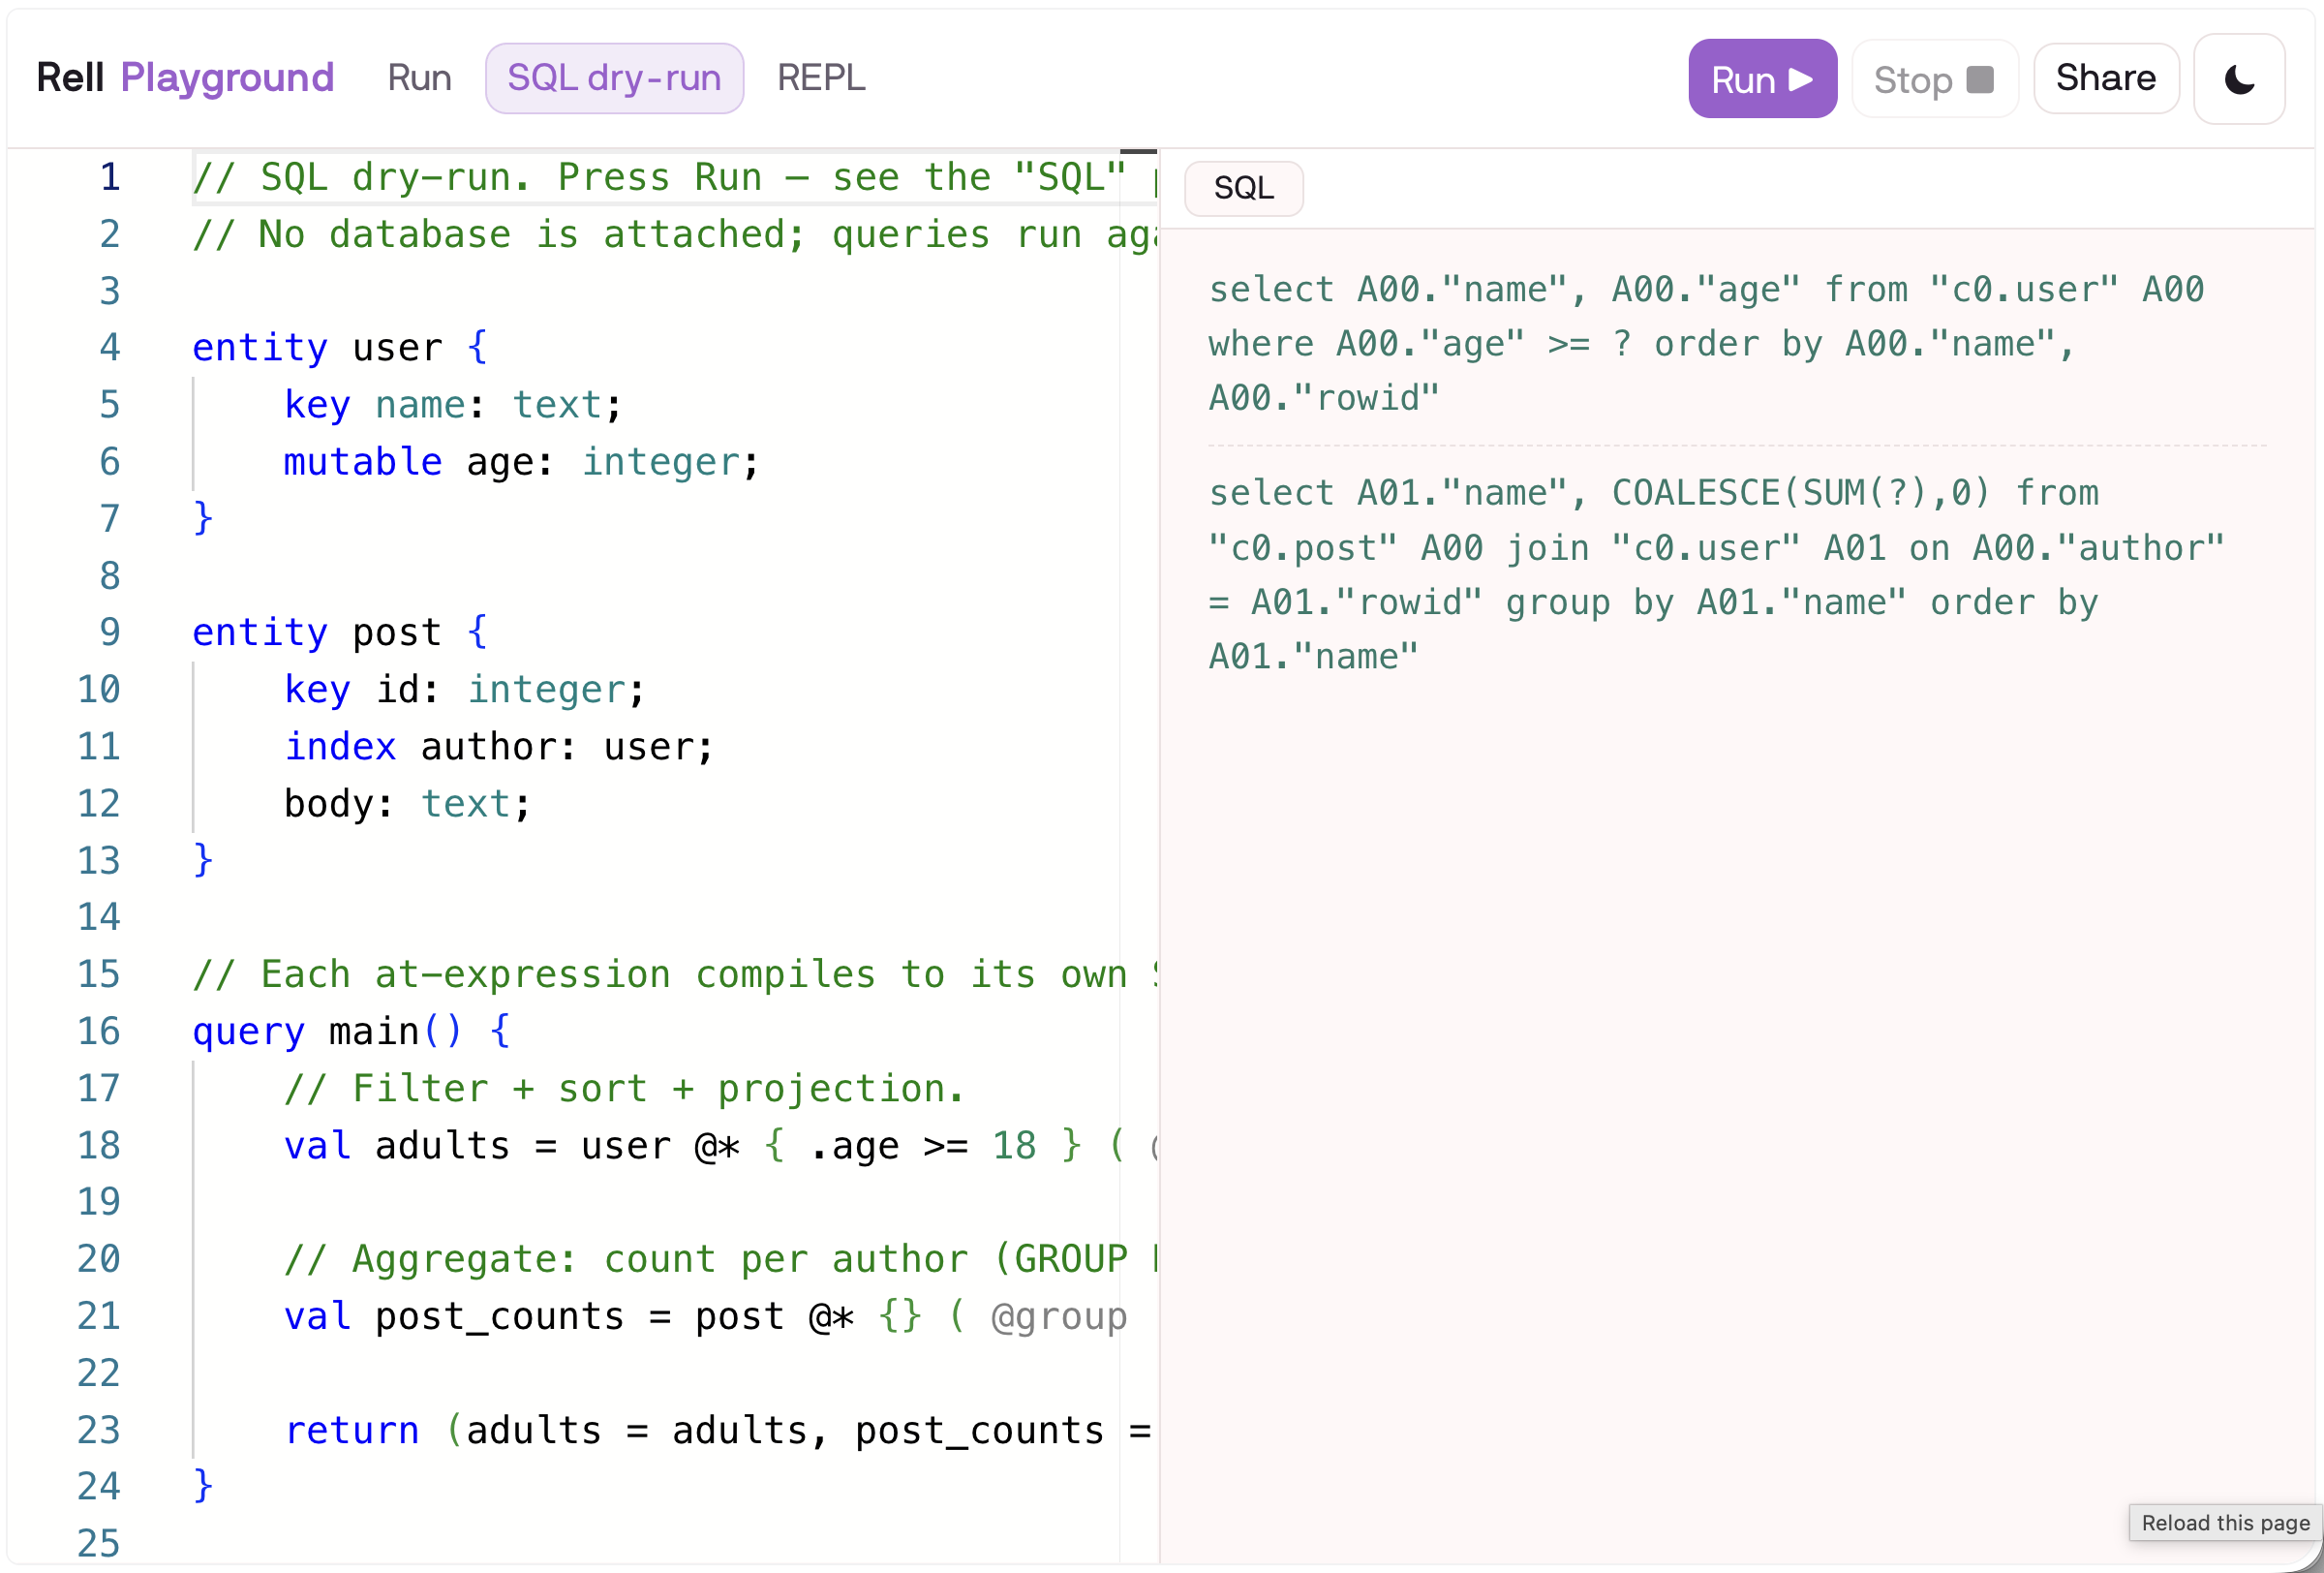 Rell Playground Run SQL dry-run REPL Run Stop Share
1 // SQL dry-run. Press Run — see the "SQL"
2 // No database is attached; queries run
3
4 entity user {
5 key name: text;
6 mutable age: integer;
7 }
8
9 entity post {
10 key id: integer;
11 index author: user;
12 body: text;
13 }
14
15 // Each at-expression compiles to its own
16 query main() {
17 // Filter + sort + projection.
18 val adults = user @* { .age >= 18 } (
19
20 // Aggregate: count per author (GROUP
21 val post_counts = post @* {} ( @group
22
23 return (adults = adults, post_counts =
24 }
25
SQL
select A00."name", A00."age" from "c0.user" A00
where A00."age" >= ? order by A00."name",
A00."rowid"
select A01."name", COALESCE(SUM(?),0) from
"c0.post" A00 join "c0.user" A01 on A00."author"
= A01."rowid" group by A01."name" order by
A01."name"
Reload this page